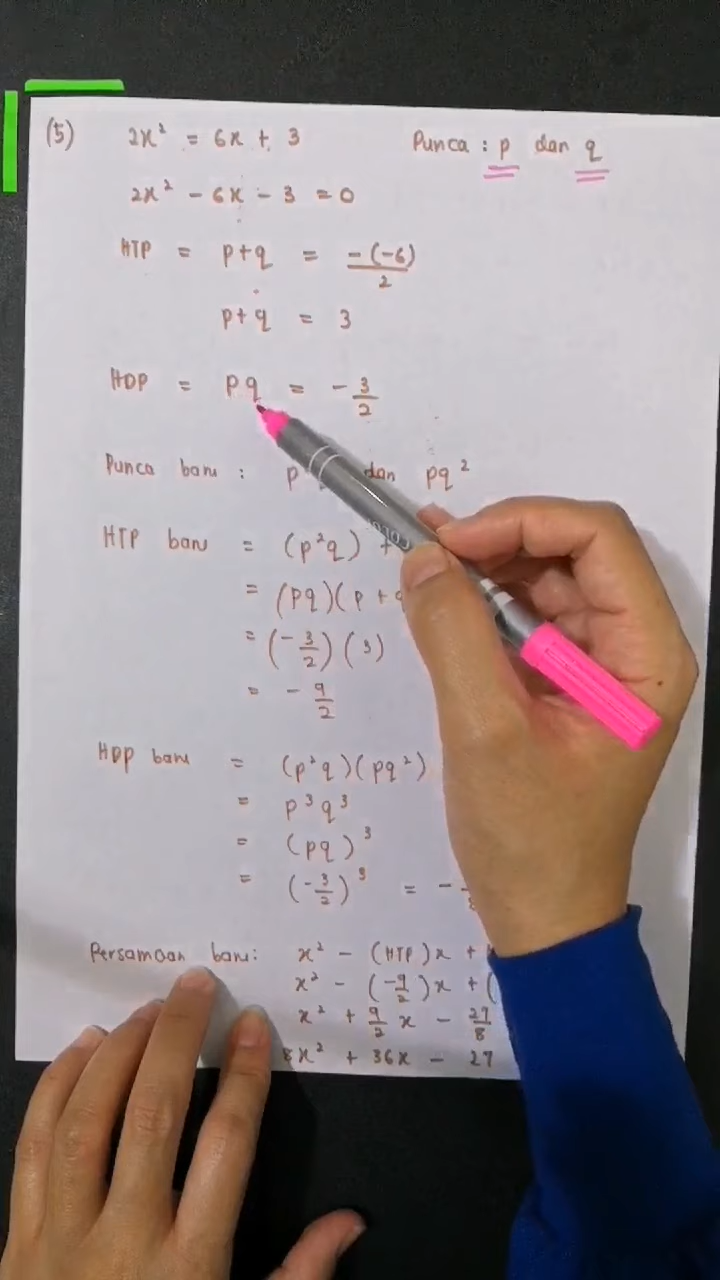 (5) 2x² = 6x + 3 Punca : p dan q
2x² - 6x - 3 = 0
HTP = p+q = -(-6)/2
p+q = 3
HDP = pq = - 3/2
Punca baru : p dan pq²
HTP baru = (p²q) +
= (pq)(p +
= (-3/2)(3)
= - 9/2
HDP baru = (p²q)(pq²)
= p³q³
= (pq)³
= (-3/2)³ = -
Persamaan baru: x² - (HTP)x +
x² - (-9/2)x + (
x² + 9/2 x - 27/8
8x² + 36x - 27